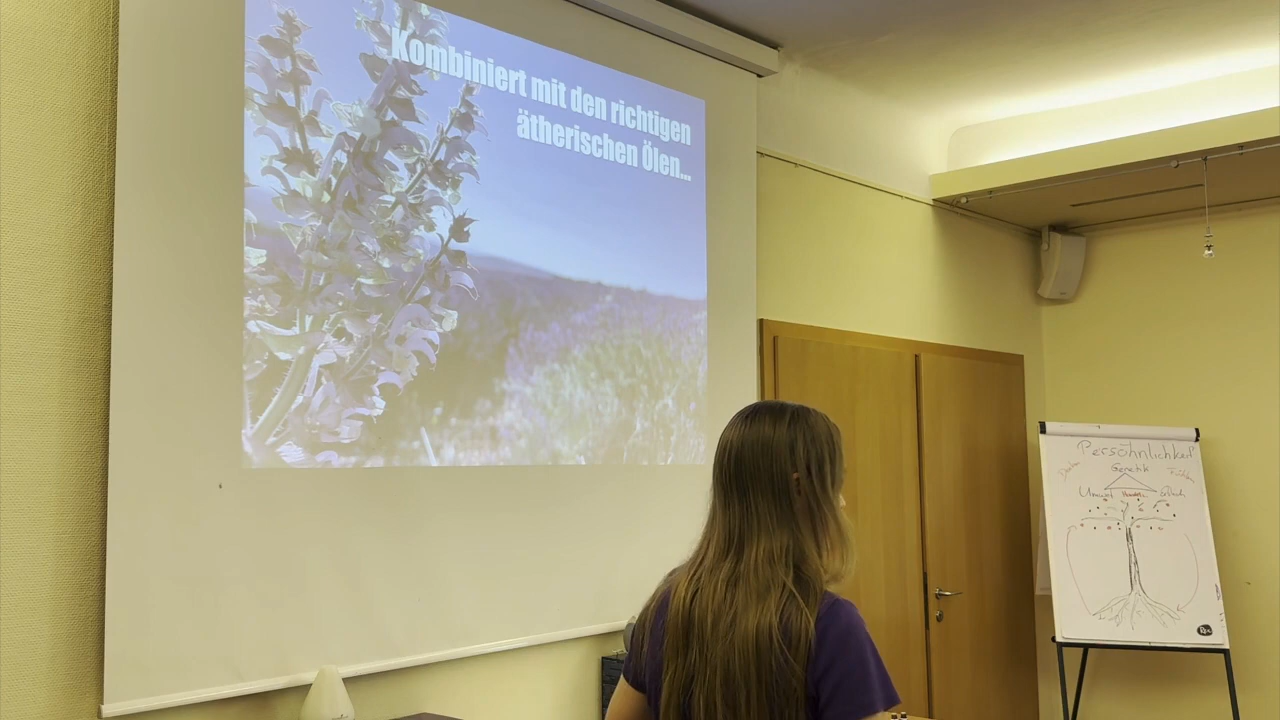 Kombiniert mit den richtigen
ätherischen Ölen...
Persöhnlichkeit
Genetik
Umwelt